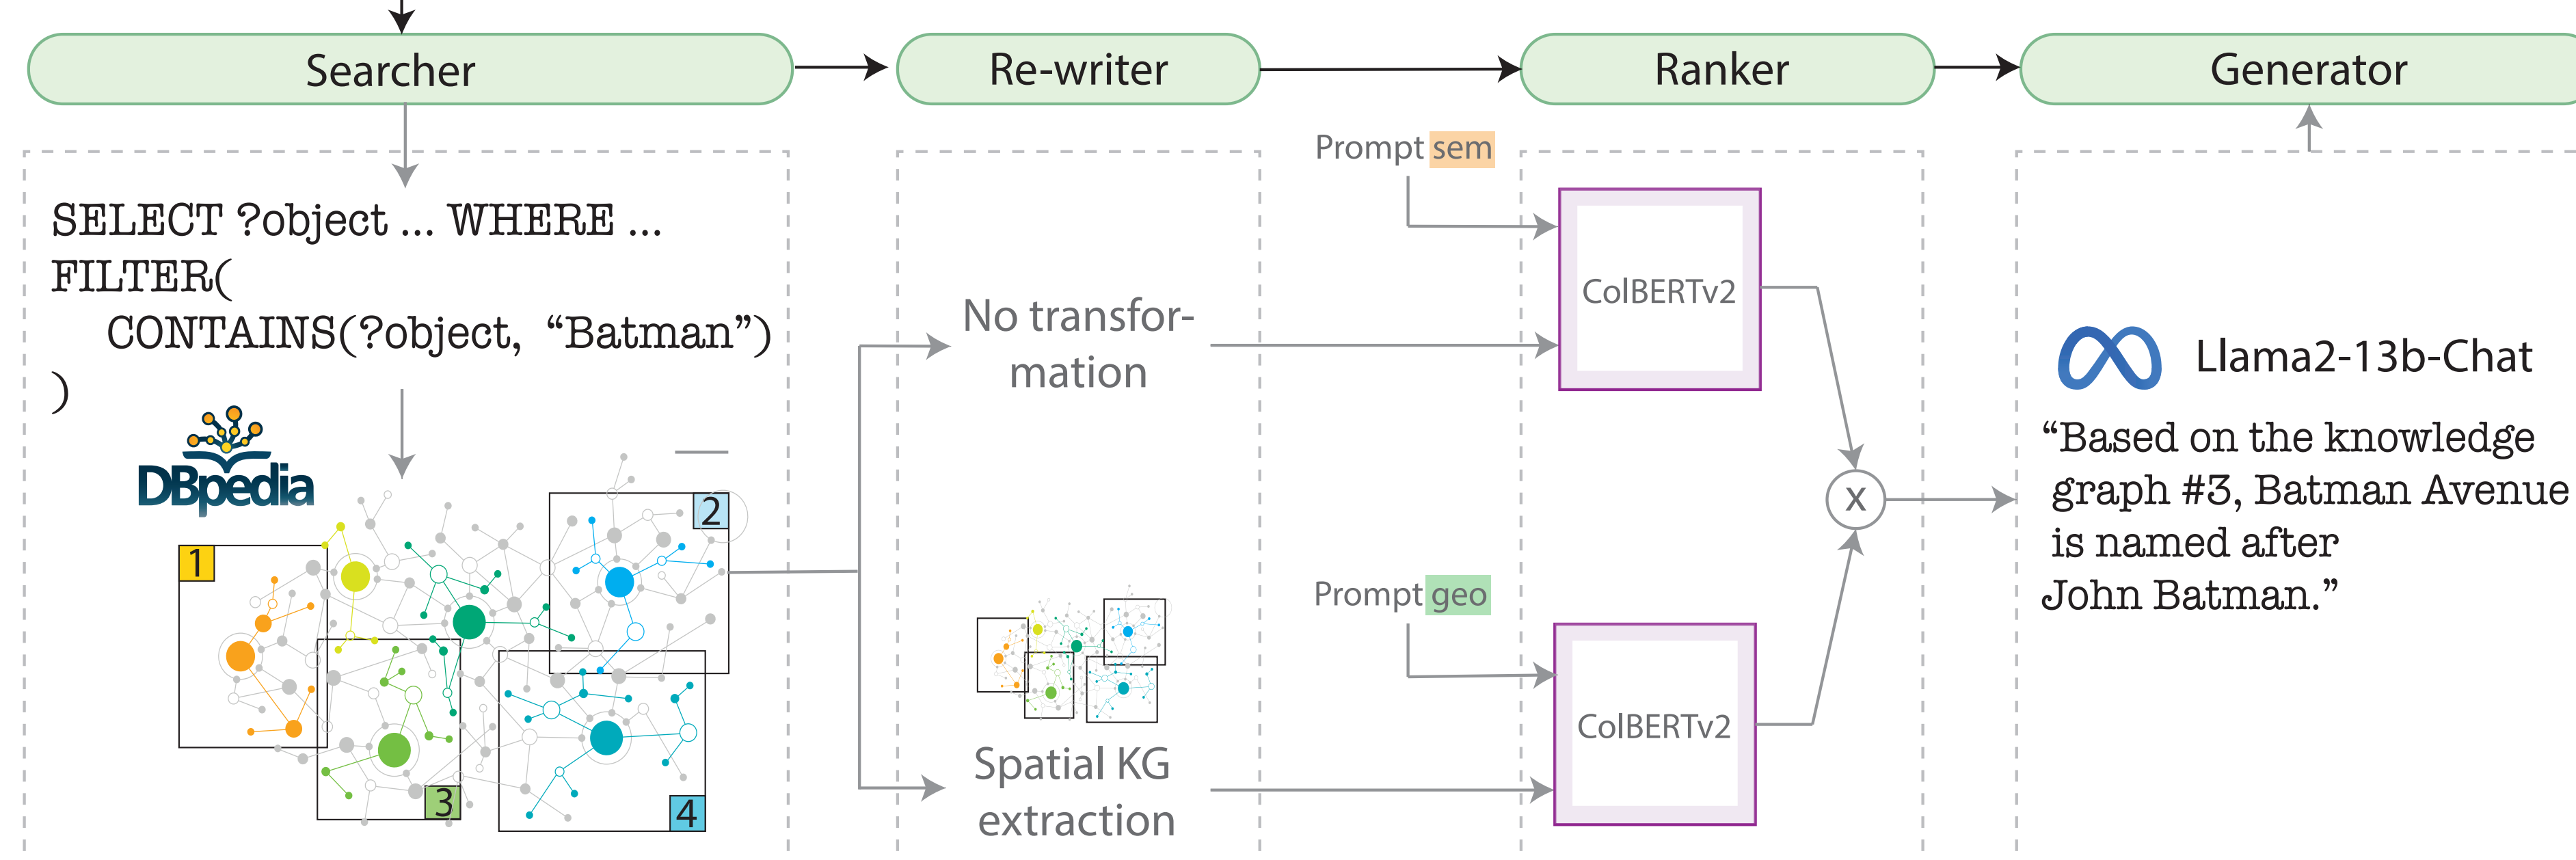 Searcher
Re-writer
Ranker
Generator
SELECT ?object ... WHERE ...
FILTER(
CONTAINS(?object, “Batman”)
)
DBpedia
1
2
3
4
No transfor-
mation
Spatial KG
extraction
Prompt sem
ColBERTv2
Prompt geo
ColBERTv2
x
Llama2-13b-Chat
“Based on the knowledge
graph #3, Batman Avenue
is named after
John Batman.”